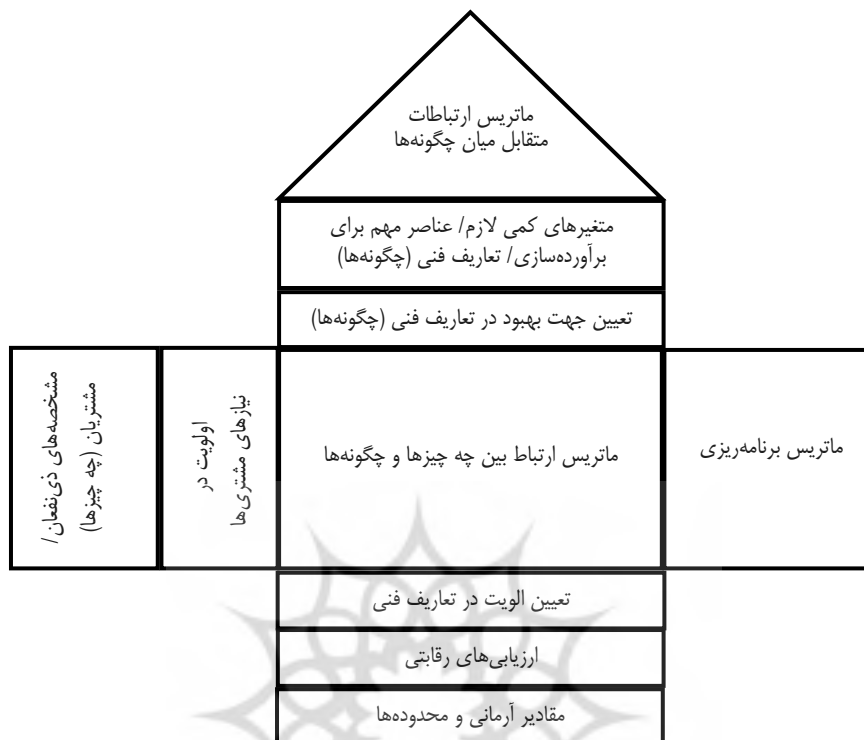 ماتریس ارتباطات
متقابل میان چگونه‌ها
متغیرهای کمی لازم/ عناصر مهم برای
برآورده‌سازی/ تعاریف فنی (چگونه‌ها)
تعیین جهت بهبود در تعاریف فنی (چگونه‌ها)
ماتریس برنامه‌ریزی
ماتریس ارتباط بین چه چیزها و چگونه‌ها
اولویت در
نیازهای مشتری‌ها
مشخصه‌های ذی‌نفعان/
مشتریان (چه چیزها)
تعیین الویت در تعاریف فنی
ارزیابی‌های رقابتی
مقادیر آرمانی و محدوده‌ها